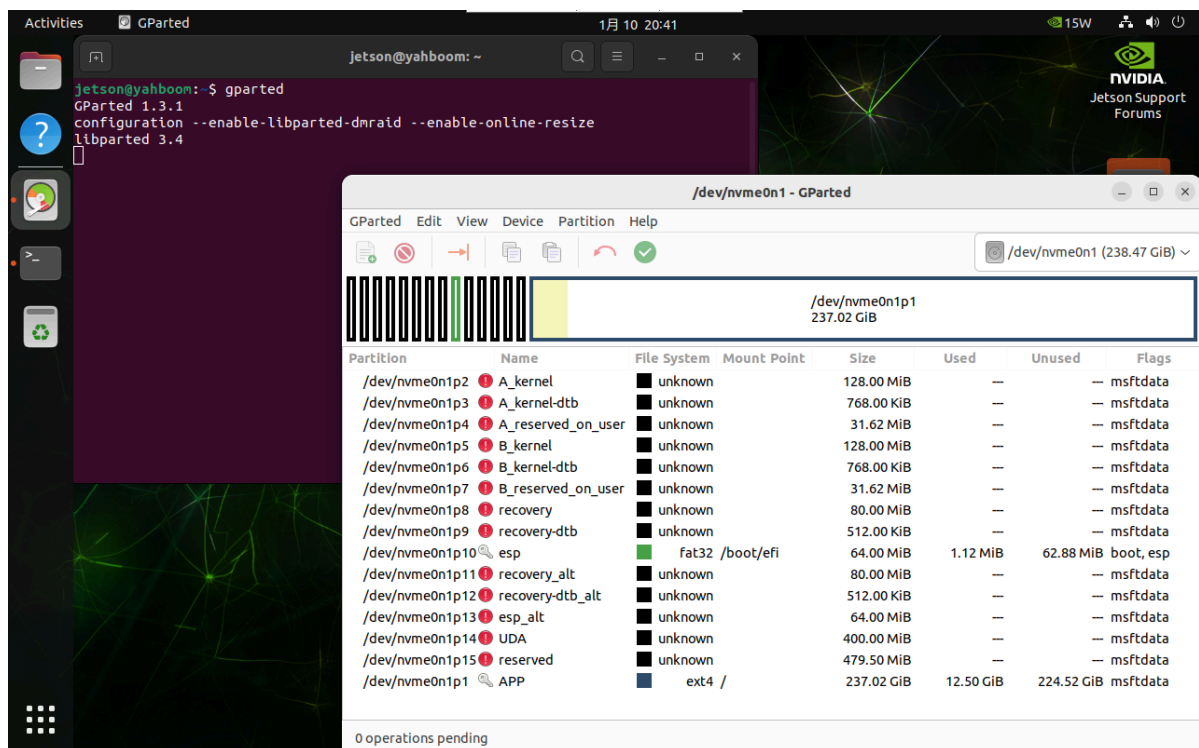 Activities GParted 1月 10 20:41 15W
jetson@yahboom: ~
jetson@yahboom:~$ gparted
GParted 1.3.1
configuration --enable-libparted-dmraid --enable-online-resize
libparted 3.4
NVIDIA.
Jetson Support
Forums
/dev/nvme0n1 - GParted
GParted Edit View Device Partition Help
/dev/nvme0n1 (238.47 GiB)
/dev/nvme0n1p1
237.02 GiB
Partition Name File System Mount Point Size Used Unused Flags
/dev/nvme0n1p2 A_kernel unknown 128.00 MiB --- --- msftdata
/dev/nvme0n1p3 A_kernel-dtb unknown 768.00 KiB --- --- msftdata
/dev/nvme0n1p4 A_reserved_on_user unknown 31.62 MiB --- --- msftdata
/dev/nvme0n1p5 B_kernel unknown 128.00 MiB --- --- msftdata
/dev/nvme0n1p6 B_kernel-dtb unknown 768.00 KiB --- --- msftdata
/dev/nvme0n1p7 B_reserved_on_user unknown 31.62 MiB --- --- msftdata
/dev/nvme0n1p8 recovery unknown 80.00 MiB --- --- msftdata
/dev/nvme0n1p9 recovery-dtb unknown 512.00 KiB --- --- msftdata
/dev/nvme0n1p10 esp fat32 /boot/efi 64.00 MiB 1.12 MiB 62.88 MiB boot, esp
/dev/nvme0n1p11 recovery_alt unknown 80.00 MiB --- --- msftdata
/dev/nvme0n1p12 recovery-dtb_alt unknown 512.00 KiB --- --- msftdata
/dev/nvme0n1p13 esp_alt unknown 64.00 MiB --- --- msftdata
/dev/nvme0n1p14 UDA unknown 400.00 MiB --- --- msftdata
/dev/nvme0n1p15 reserved unknown 479.50 MiB --- --- msftdata
/dev/nvme0n1p1 APP ext4 / 237.02 GiB 12.50 GiB 224.52 GiB msftdata
0 operations pending